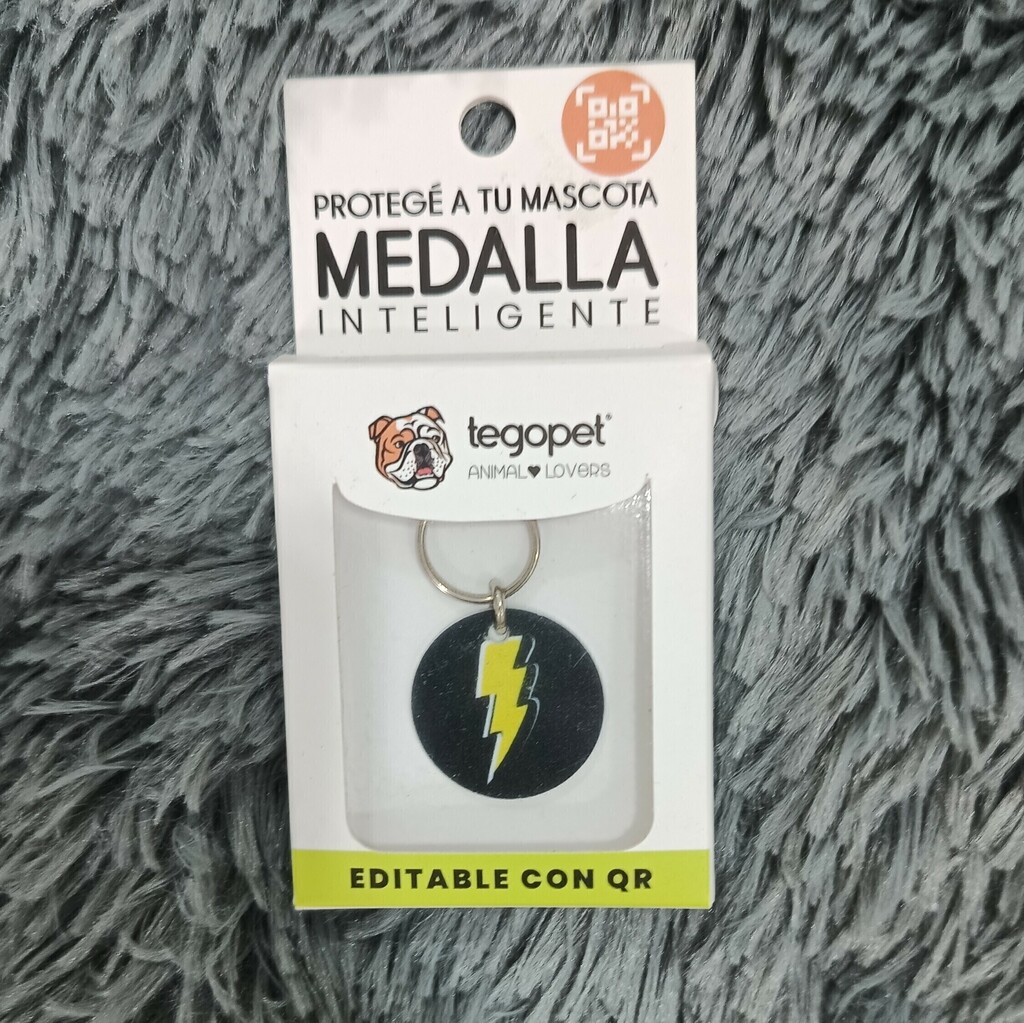 PROTEGÉ A TU MASCOTA
MEDALLA
INTELIGENTE
tegopet®
ANIMAL♥LOVERS
EDITABLE CON QR